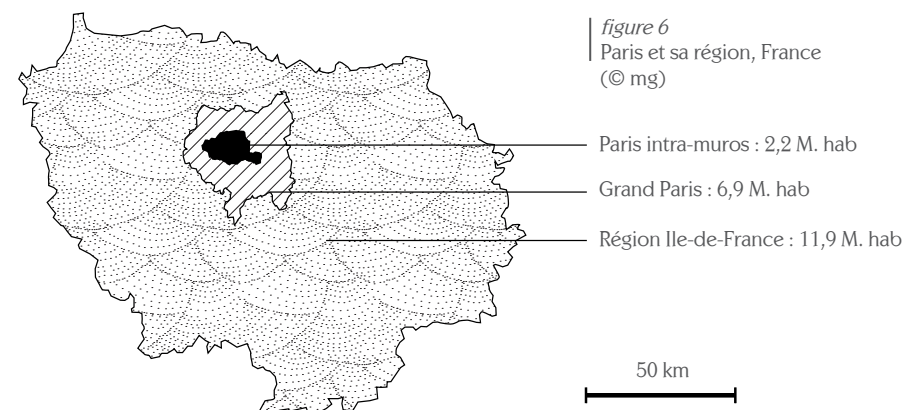 figure 6
Paris et sa région, France
(© mg)
Paris intra-muros : 2,2 M. hab
Grand Paris : 6,9 M. hab
Région Ile-de-France : 11,9 M. hab
50 km